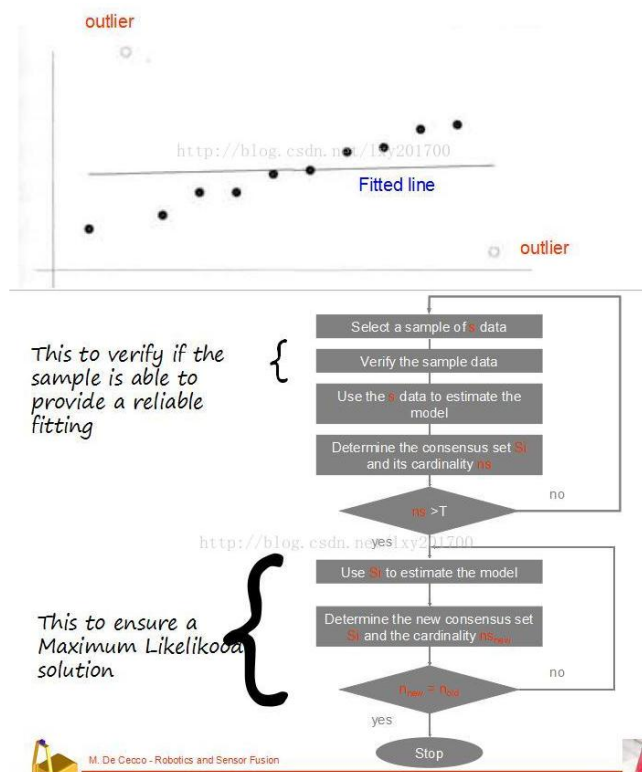 outlier
http://blog.csdn.net/lxy201700
Fitted line
outlier
This to verify if the
sample is able to
provide a reliable
fitting
Select a sample of s data
Verify the sample data
Use the s data to estimate the
model
Determine the consensus set Si
and its cardinality ns
ns >T
no
yes
http://blog.csdn.net/lxy201700
This to ensure a
Maximum Likelikood
solution
Use Si to estimate the model
Determine the new consensus set
Si and the cardinality nsnew
nnew = nold
no
yes
Stop
M. De Cecco - Robotics and Sensor Fusion